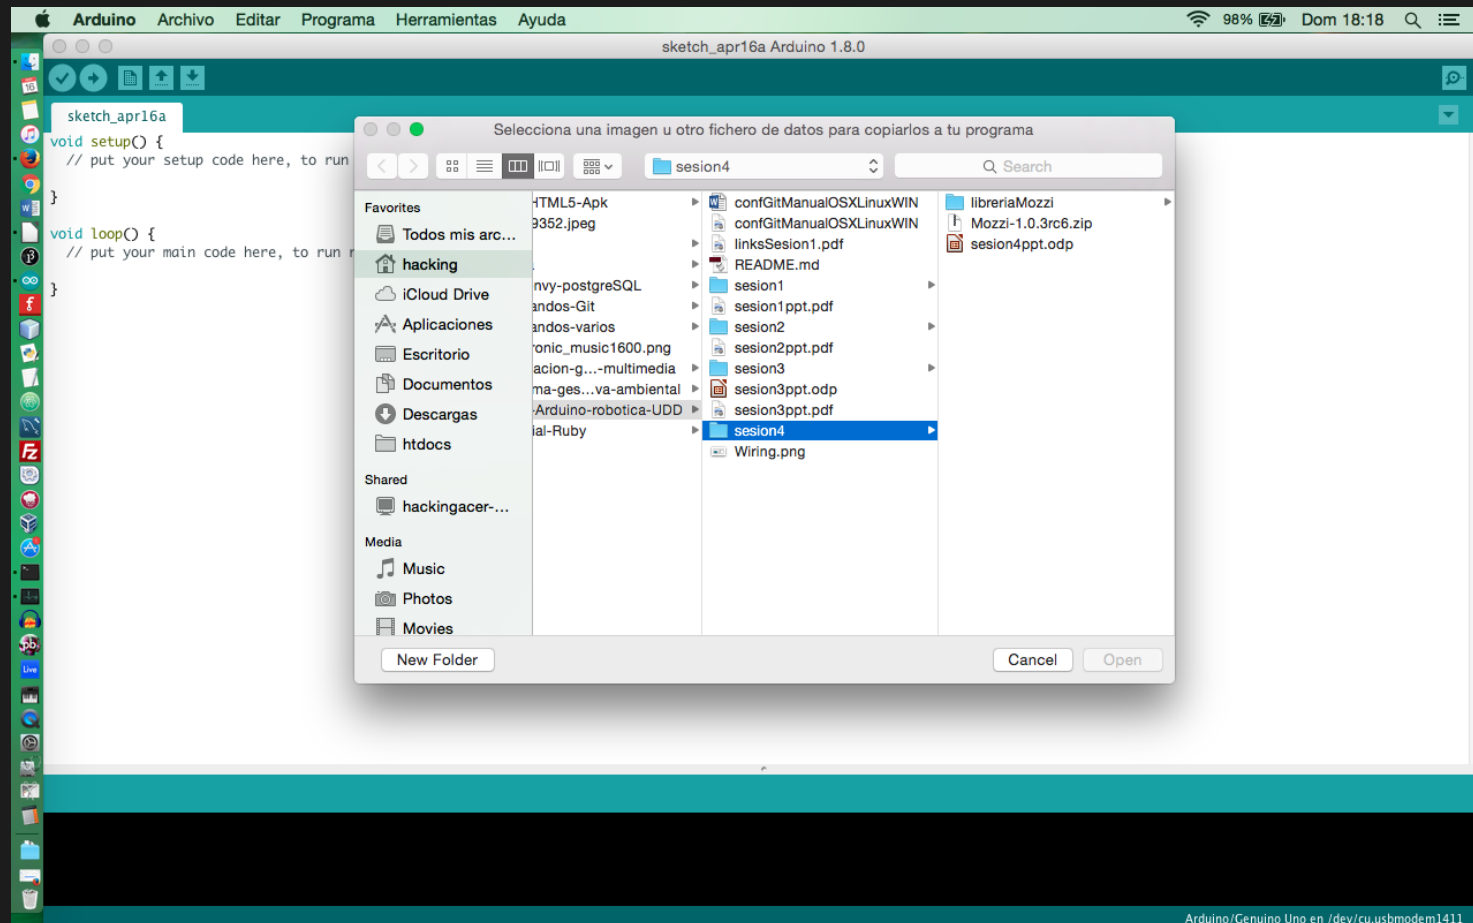 Arduino Archivo Editar Programa Herramientas Ayuda 98% Dom 18:18
sketch_apr16a Arduino 1.8.0
sketch_apr16a
void setup() {
// put your setup code here, to run
}
void loop() {
// put your main code here, to run r
}
Selecciona una imagen u otro fichero de datos para copiarlos a tu programa
sesion4
Search
Favorites
Todos mis arc...
hacking
iCloud Drive
Aplicaciones
Escritorio
Documentos
Descargas
htdocs
Shared
hackingacer-...
Media
Music
Photos
Movies
HTML5-Apk
9352.jpeg
nvy-postgreSQL
andos-Git
andos-varios
ronic_music1600.png
acion-g...-multimedia
ma-ges...va-ambiental
-Arduino-robotica-UDD
ial-Ruby
confGitManualOSXLinuxWIN
confGitManualOSXLinuxWIN
linksSesion1.pdf
README.md
sesion1
sesion1ppt.pdf
sesion2
sesion2ppt.pdf
sesion3
sesion3ppt.odp
sesion3ppt.pdf
sesion4
Wiring.png
libreriaMozzi
Mozzi-1.0.3rc6.zip
sesion4ppt.odp
New Folder
Cancel
Open
Arduino/Genuino Uno en /dev/cu.usbmodem1411